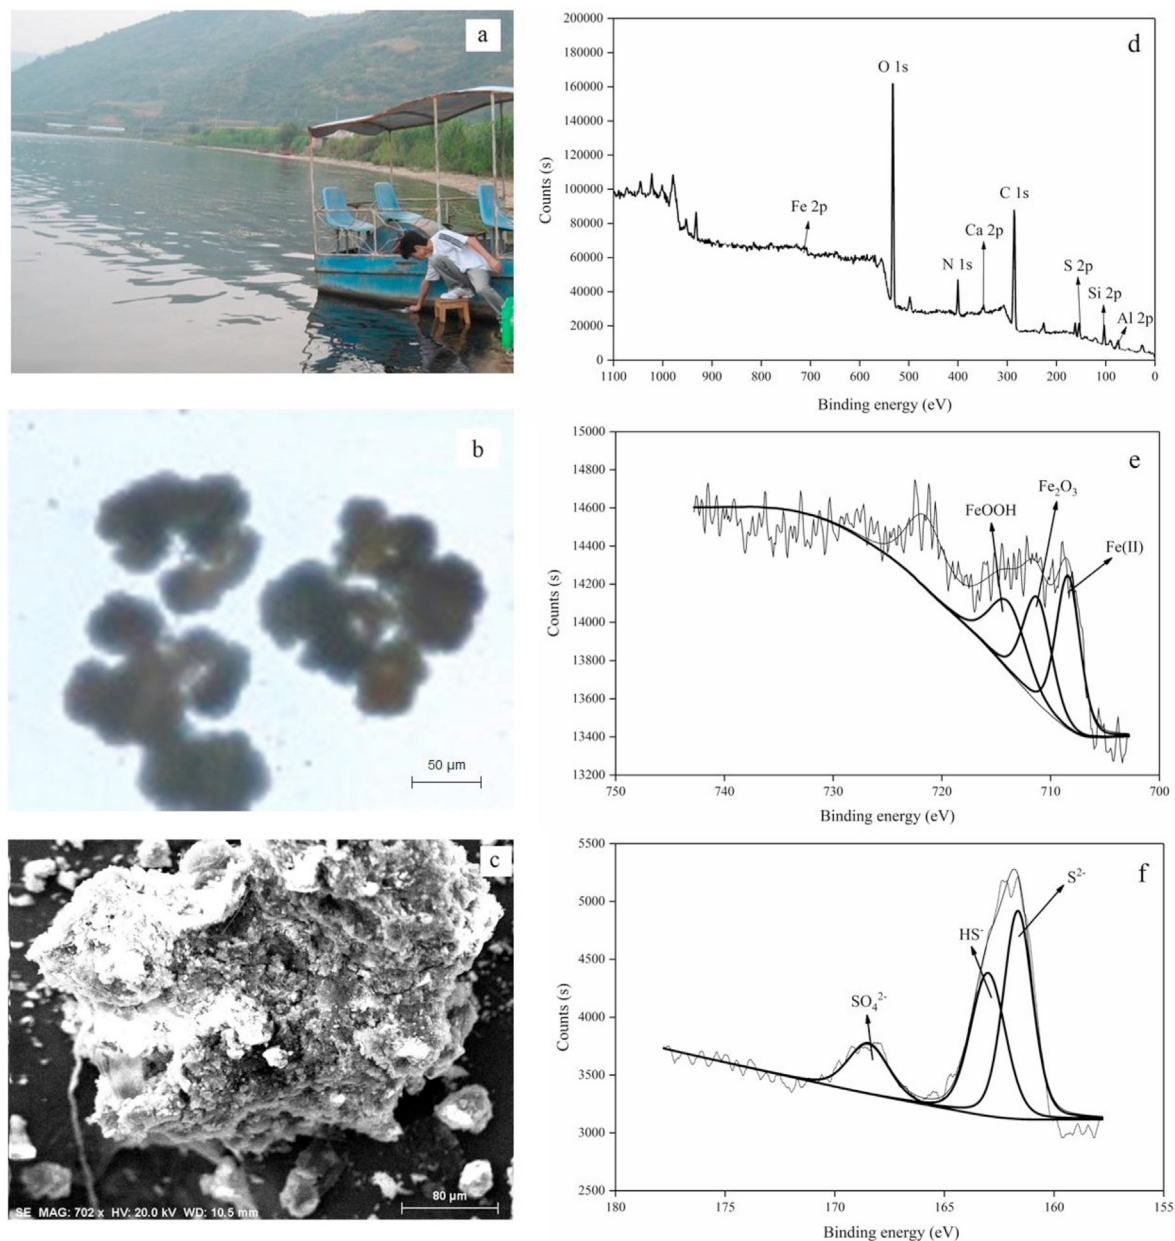 a
b
50 µm
c
80 µm
SE MAG: 702 x HV: 20.0 kV WD: 10.5 mm
d
200000
180000
160000
140000
120000
100000
80000
60000
40000
20000
0
Counts (s)
O 1s
C 1s
Fe 2p
Ca 2p
N 1s
S 2p
Si 2p
Al 2p
1100 1000 900 800 700 600 500 400 300 200 100 0
Binding energy (eV)
e
15000
14800
14600
14400
14200
14000
13800
13600
13400
13200
Counts (s)
Fe₂O₃
FeOOH
Fe(II)
750 740 730 720 710 700
Binding energy (eV)
f
5500
5000
4500
4000
3500
3000
2500
Counts (s)
S²⁻
HS⁻
SO₄²⁻
180 175 170 165 160 155
Binding energy (eV)